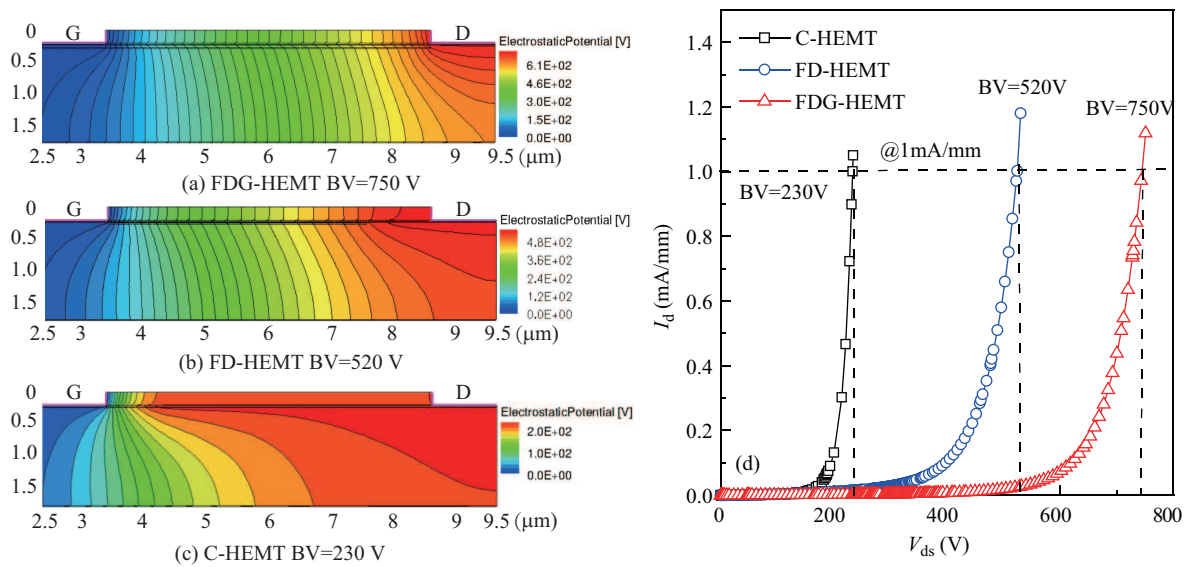 0
G
D
0.5
1.0
1.5
2.5 3 4 5 6 7 8 9 9.5 (μm)
ElectrostaticPotential [V]
6.1E+02
4.6E+02
3.0E+02
1.5E+02
0.0E+00
(a) FDG-HEMT BV=750 V
0
G
D
0.5
1.0
1.5
2.5 3 4 5 6 7 8 9 9.5 (μm)
ElectrostaticPotential [V]
4.8E+02
3.6E+02
2.4E+02
1.2E+02
0.0E+00
(b) FD-HEMT BV=520 V
0
G
D
0.5
1.0
1.5
2.5 3 4 5 6 7 8 9 9.5 (μm)
ElectrostaticPotential [V]
2.0E+02
1.0E+02
0.0E+00
(c) C-HEMT BV=230 V
C-HEMT
FD-HEMT
FDG-HEMT
BV=520V
BV=750V
@1mA/mm
BV=230V
(d)
1.4
1.2
1.0
0.8
0.6
0.4
0.2
0.0
Id (mA/mm)
0 200 400 600 800
Vds (V)